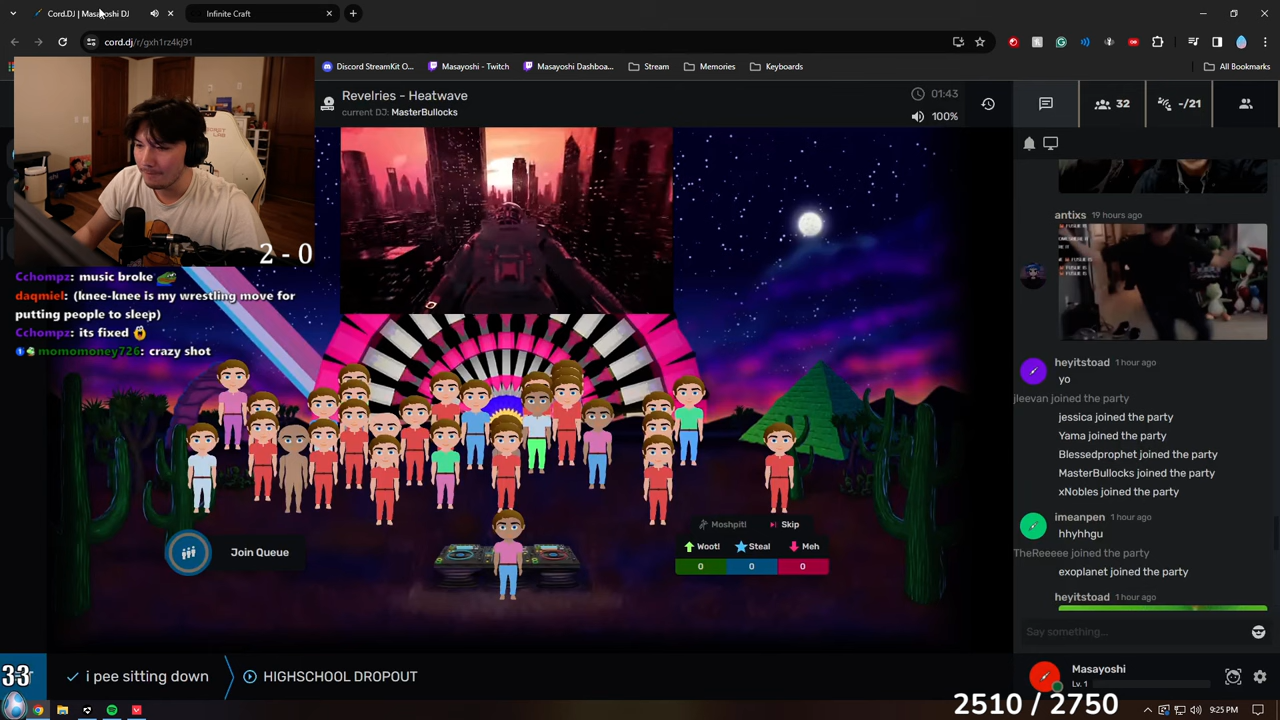 Cord.DJ | Masayoshi DJ
Infinite Craft
cord.dj/r/gxh1rz4kj91
Discord StreamKit O...
Masayoshi - Twitch
Masayoshi Dashboa...
Stream
Memories
Keyboards
All Bookmarks
Revelries - Heatwave
current DJ: MasterBullocks
01:43
100%
32
-/21
2 - 0
Cchompz: music broke
daqmiel: (knee-knee is my wrestling move for
putting people to sleep)
Cchompz: its fixed
momomoney726: crazy shot
antixs 19 hours ago
heyitstoad 1 hour ago
yo
jleevan joined the party
jessica joined the party
Yama joined the party
Blessedprophet joined the party
MasterBullocks joined the party
xNobles joined the party
imeanpen 1 hour ago
hhyhhgu
TheReeeee joined the party
exoplanet joined the party
heyitstoad 1 hour ago
Say something...
Join Queue
Moshpit!
Skip
Woot!
Steal
Meh
0
0
0
33
i pee sitting down
HIGHSCHOOL DROPOUT
Masayoshi
Lv. 1
2510 / 2750
9:25 PM